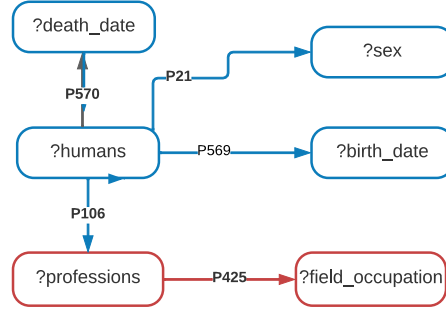 ?death_date
?sex
P21
P570
?humans
P569
?birth_date
P106
?professions
P425
?field_occupation